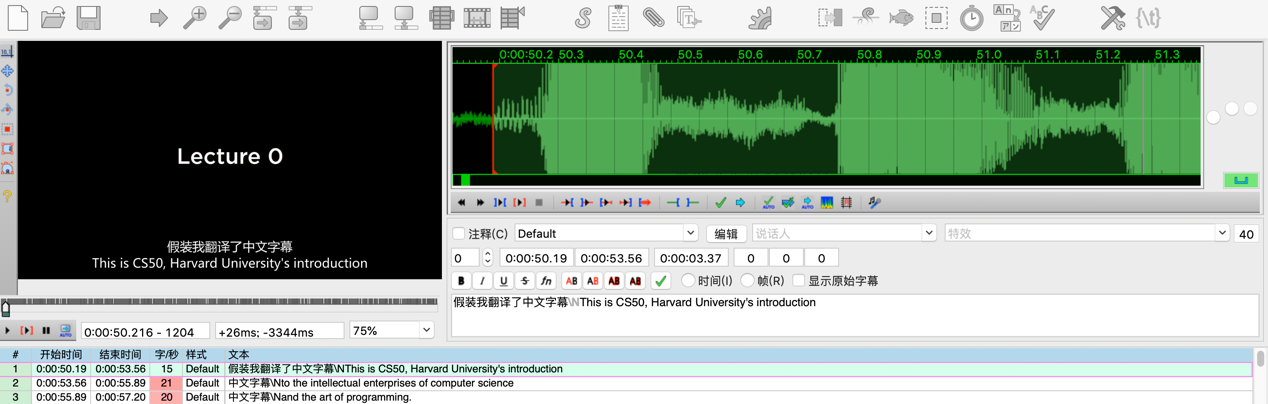 Lecture 0
假装我翻译了中文字幕
This is CS50, Harvard University's introduction
0:00:50.2 50.3 50.4 50.5 50.6 50.7 50.8 50.9 51.0 51.1 51.2 51.3
注释(C) Default 编辑 说话人 特效 40
0 0:00:50.19 0:00:53.56 0:00:03.37 0 0 0
B I U S fn AB AB AB AB 时间(I) 帧(R) 显示原始字幕
假装我翻译了中文字幕\NThis is CS50, Harvard University's introduction
AUTO 0:00:50.216 - 1204 +26ms; -3344ms 75%
# 开始时间 结束时间 字/秒 样式 文本
1 0:00:50.19 0:00:53.56 15 Default 假装我翻译了中文字幕\NThis is CS50, Harvard University's introduction
2 0:00:53.56 0:00:55.89 21 Default 中文字幕\Nto the intellectual enterprises of computer science
3 0:00:55.89 0:00:57.20 20 Default 中文字幕\Nand the art of programming.